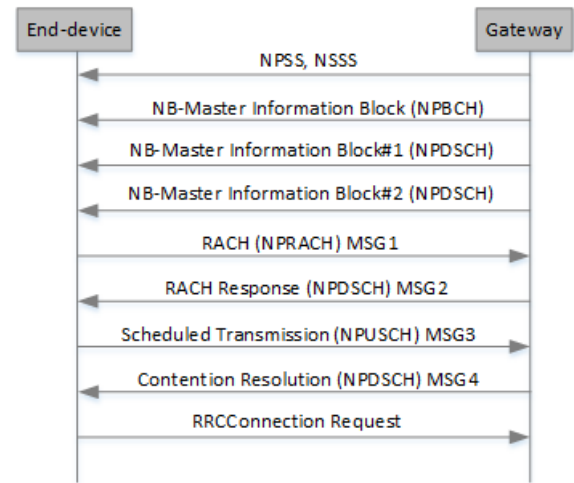 End-device
Gateway
NPSS, NSSS
NB-Master Information Block (NPBCH)
NB-Master Information Block#1 (NPDSCH)
NB-Master Information Block#2 (NPDSCH)
RACH (NPRACH) MSG1
RACH Response (NPDSCH) MSG2
Scheduled Transmission (NPUSCH) MSG3
Contention Resolution (NPDSCH) MSG4
RRCConnection Request